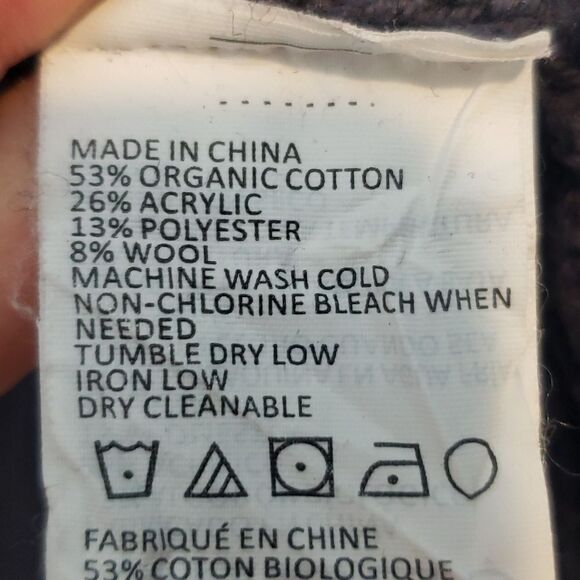 MADE IN CHINA
53% ORGANIC COTTON
26% ACRYLIC
13% POLYESTER
8% WOOL
MACHINE WASH COLD
NON-CHLORINE BLEACH WHEN
NEEDED
TUMBLE DRY LOW
IRON LOW
DRY CLEANABLE
FABRIQUÉ EN CHINE
53% COTON BIOLOGIQUE